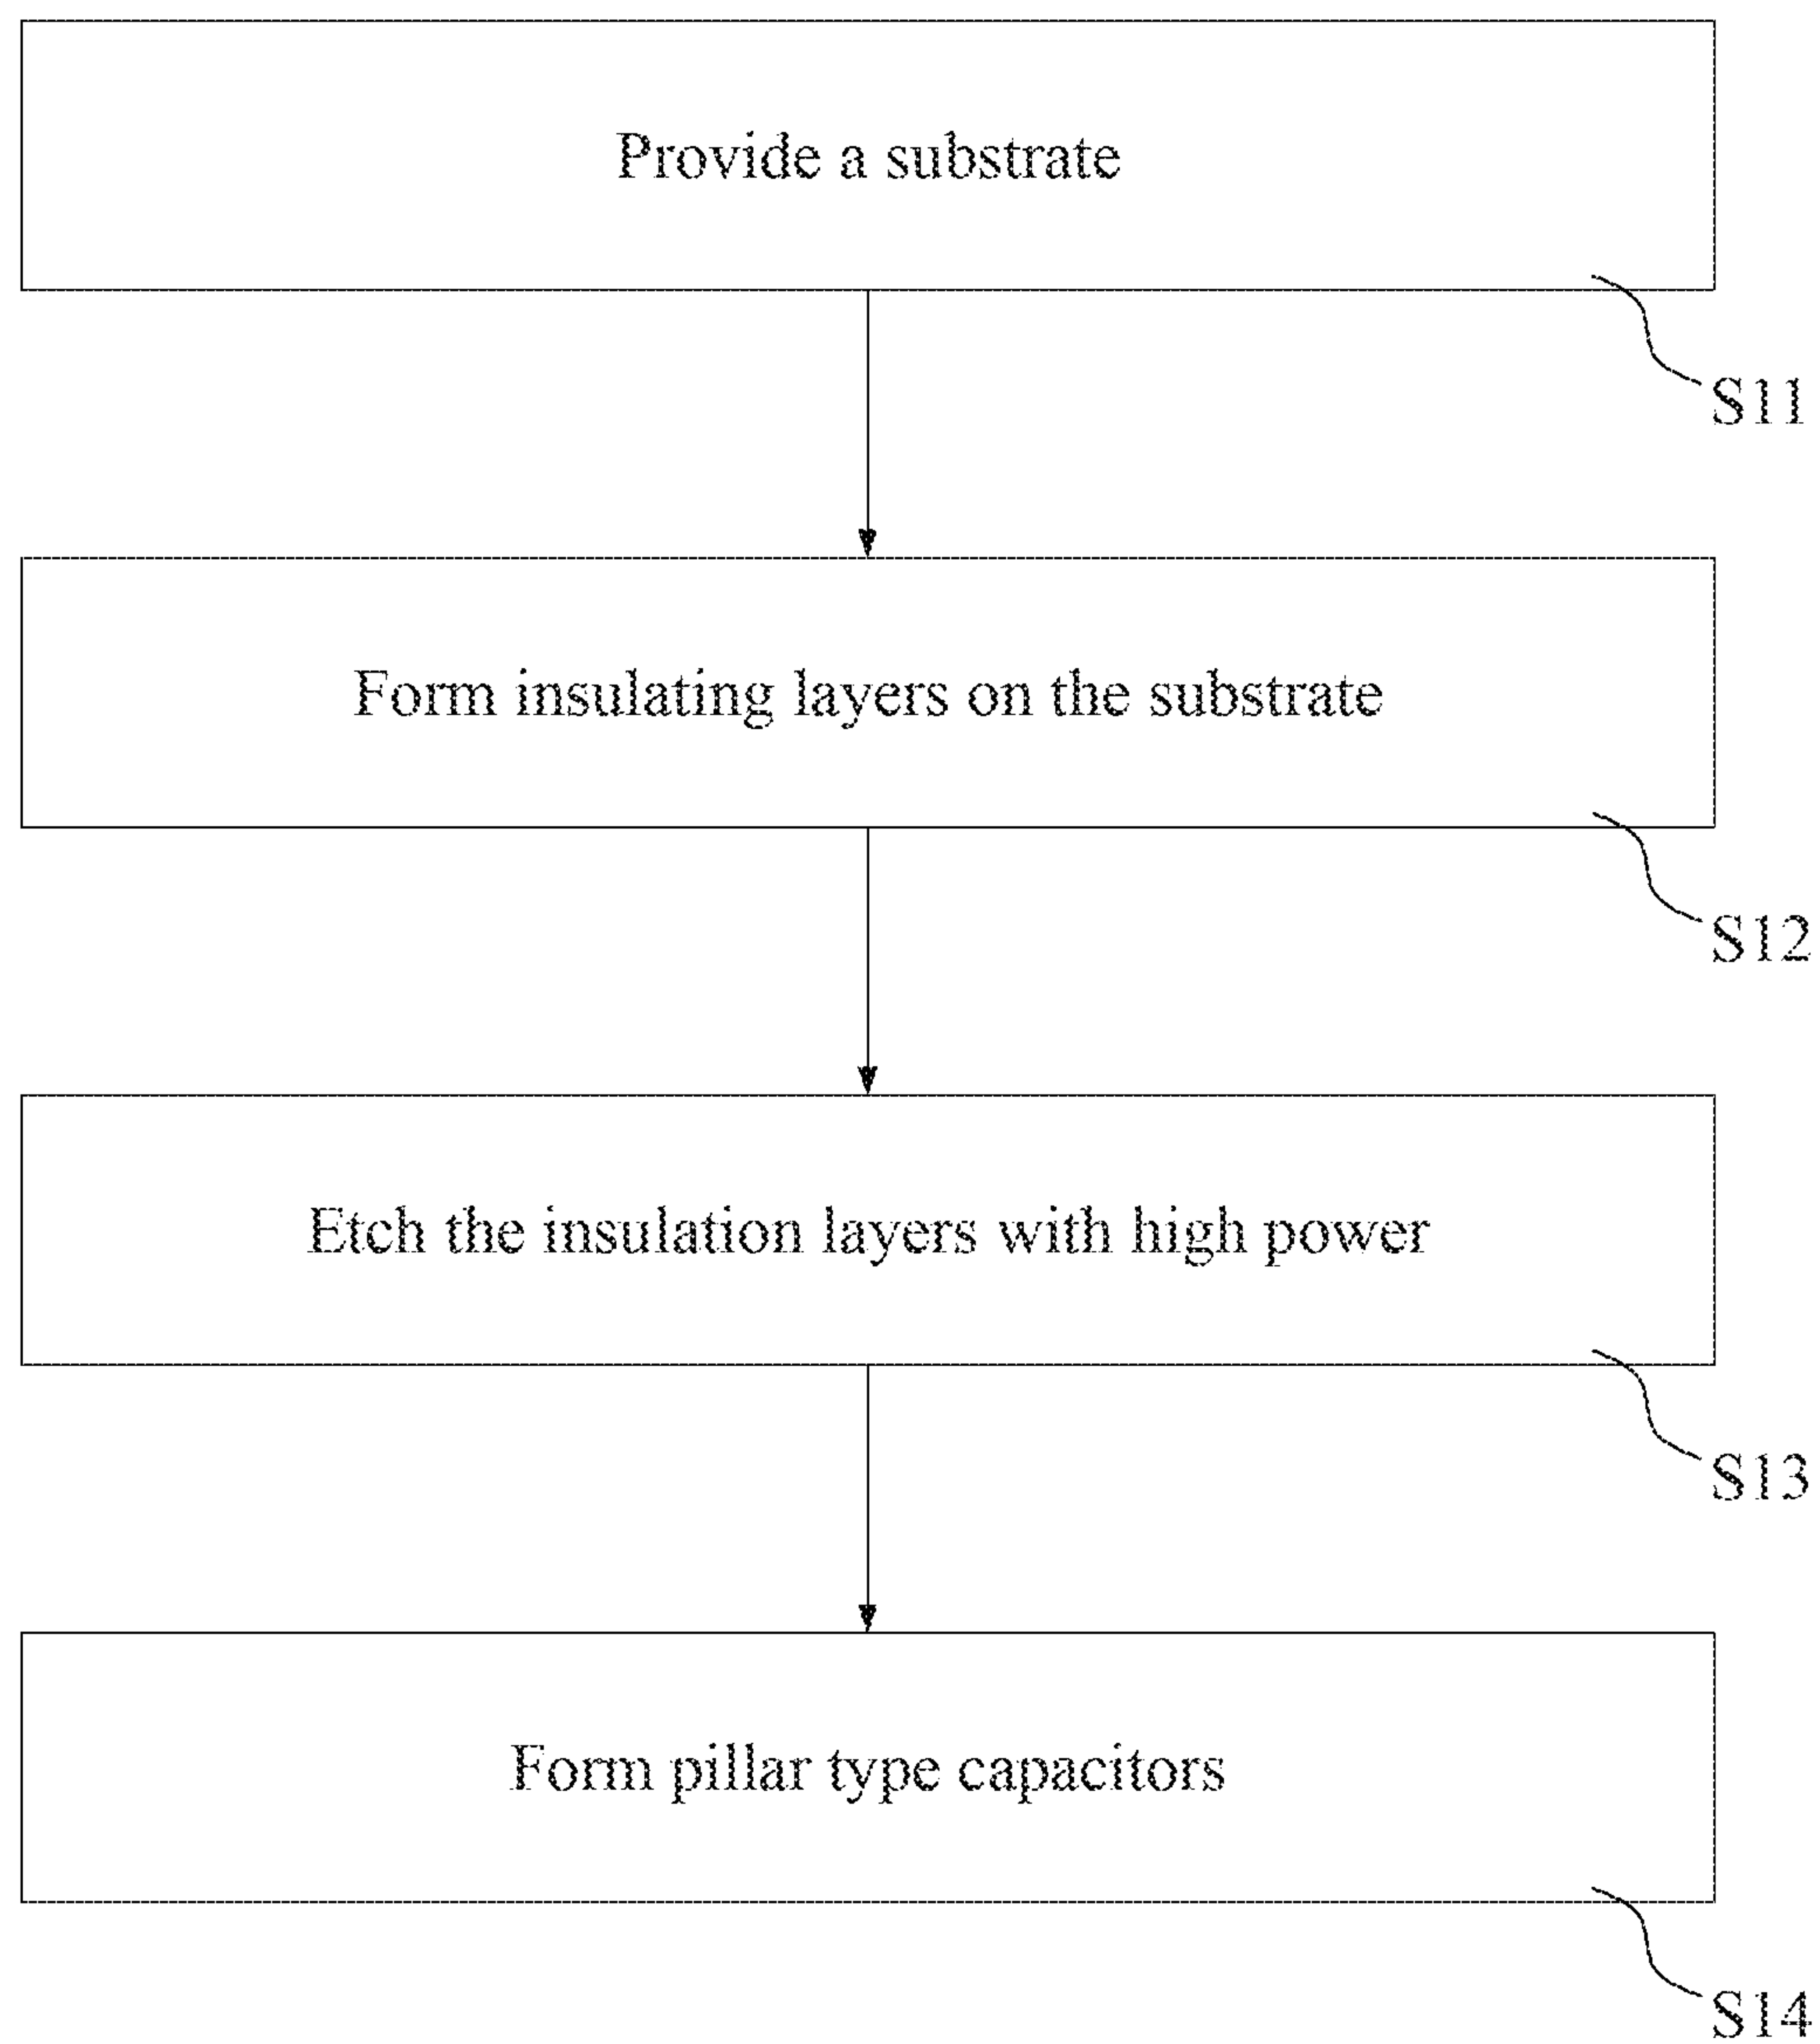 Provide a substrate
S11
Form insulating layers on the substrate
S12
Etch the insulation layers with high power
S13
Form pillar type capacitors
S14